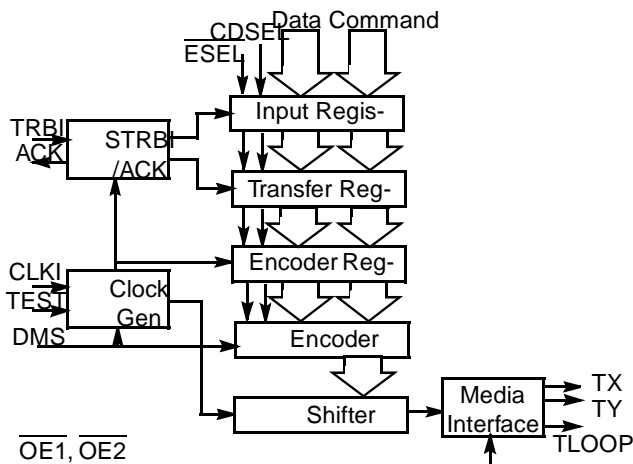 Data Command
CDSEL
ESEL
Input Regis-
TRBI
STRBI
ACK
/ACK
Transfer Reg-
Encoder Reg-
CLKI
Clock
TEST
Gen
DMS
Encoder
Media
Interface
TX
TY
TLOOP
Shifter
OE1, OE2